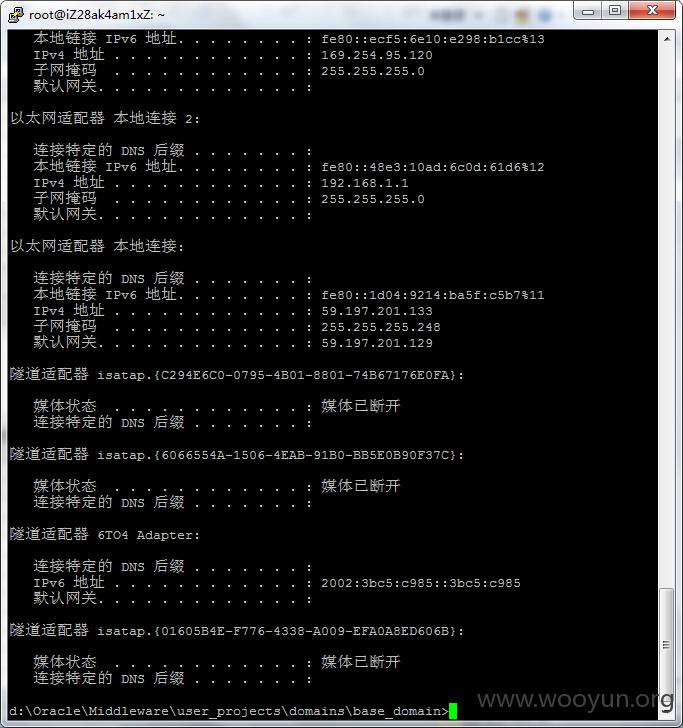 root@iZ28ak4am1xZ: ~
本地链接 IPv6 地址. . . . . . . . : fe80::ecf5:6e10:e298:b1cc%13
IPv4 地址 . . . . . . . . . . . . : 169.254.95.120
子网掩码 . . . . . . . . . . . . : 255.255.255.0
默认网关. . . . . . . . . . . . . :
以太网适配器 本地连接 2:
连接特定的 DNS 后缀 . . . . . . . :
本地链接 IPv6 地址. . . . . . . . : fe80::48e3:10ad:6c0d:61d6%12
IPv4 地址 . . . . . . . . . . . . : 192.168.1.1
子网掩码 . . . . . . . . . . . . : 255.255.255.0
默认网关. . . . . . . . . . . . . :
以太网适配器 本地连接:
连接特定的 DNS 后缀 . . . . . . . :
本地链接 IPv6 地址. . . . . . . . : fe80::1d04:9214:ba5f:c5b7%11
IPv4 地址 . . . . . . . . . . . . : 59.197.201.133
子网掩码 . . . . . . . . . . . . : 255.255.255.248
默认网关. . . . . . . . . . . . . : 59.197.201.129
隧道适配器 isatap.{C294E6C0-0795-4B01-8801-74B67176E0FA}:
媒体状态 . . . . . . . . . . . . : 媒体已断开
连接特定的 DNS 后缀 . . . . . . . :
隧道适配器 isatap.{6066554A-1506-4EAB-91B0-BB5E0B90F37C}:
媒体状态 . . . . . . . . . . . . : 媒体已断开
连接特定的 DNS 后缀 . . . . . . . :
隧道适配器 6TO4 Adapter:
连接特定的 DNS 后缀 . . . . . . . :
IPv6 地址 . . . . . . . . . . . . : 2002:3bc5:c985::3bc5:c985
默认网关. . . . . . . . . . . . . :
隧道适配器 isatap.{01605B4E-F776-4338-A009-EFA0A8ED606B}:
媒体状态 . . . . . . . . . . . . : 媒体已断开
连接特定的 DNS 后缀 . . . . . . . :
d:\Oracle\Middleware\user_projects\domains\base_domain>
www.wooyun.org